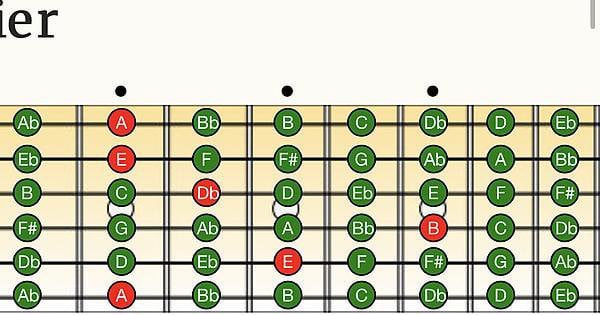 ier
Ab A Bb B C Db D Eb
Eb E F F# G Ab A Bb
B C Db D Eb E F F#
F# G Ab A Bb B C Db
Db D Eb E F F# G Ab
Ab A Bb B C Db D Eb